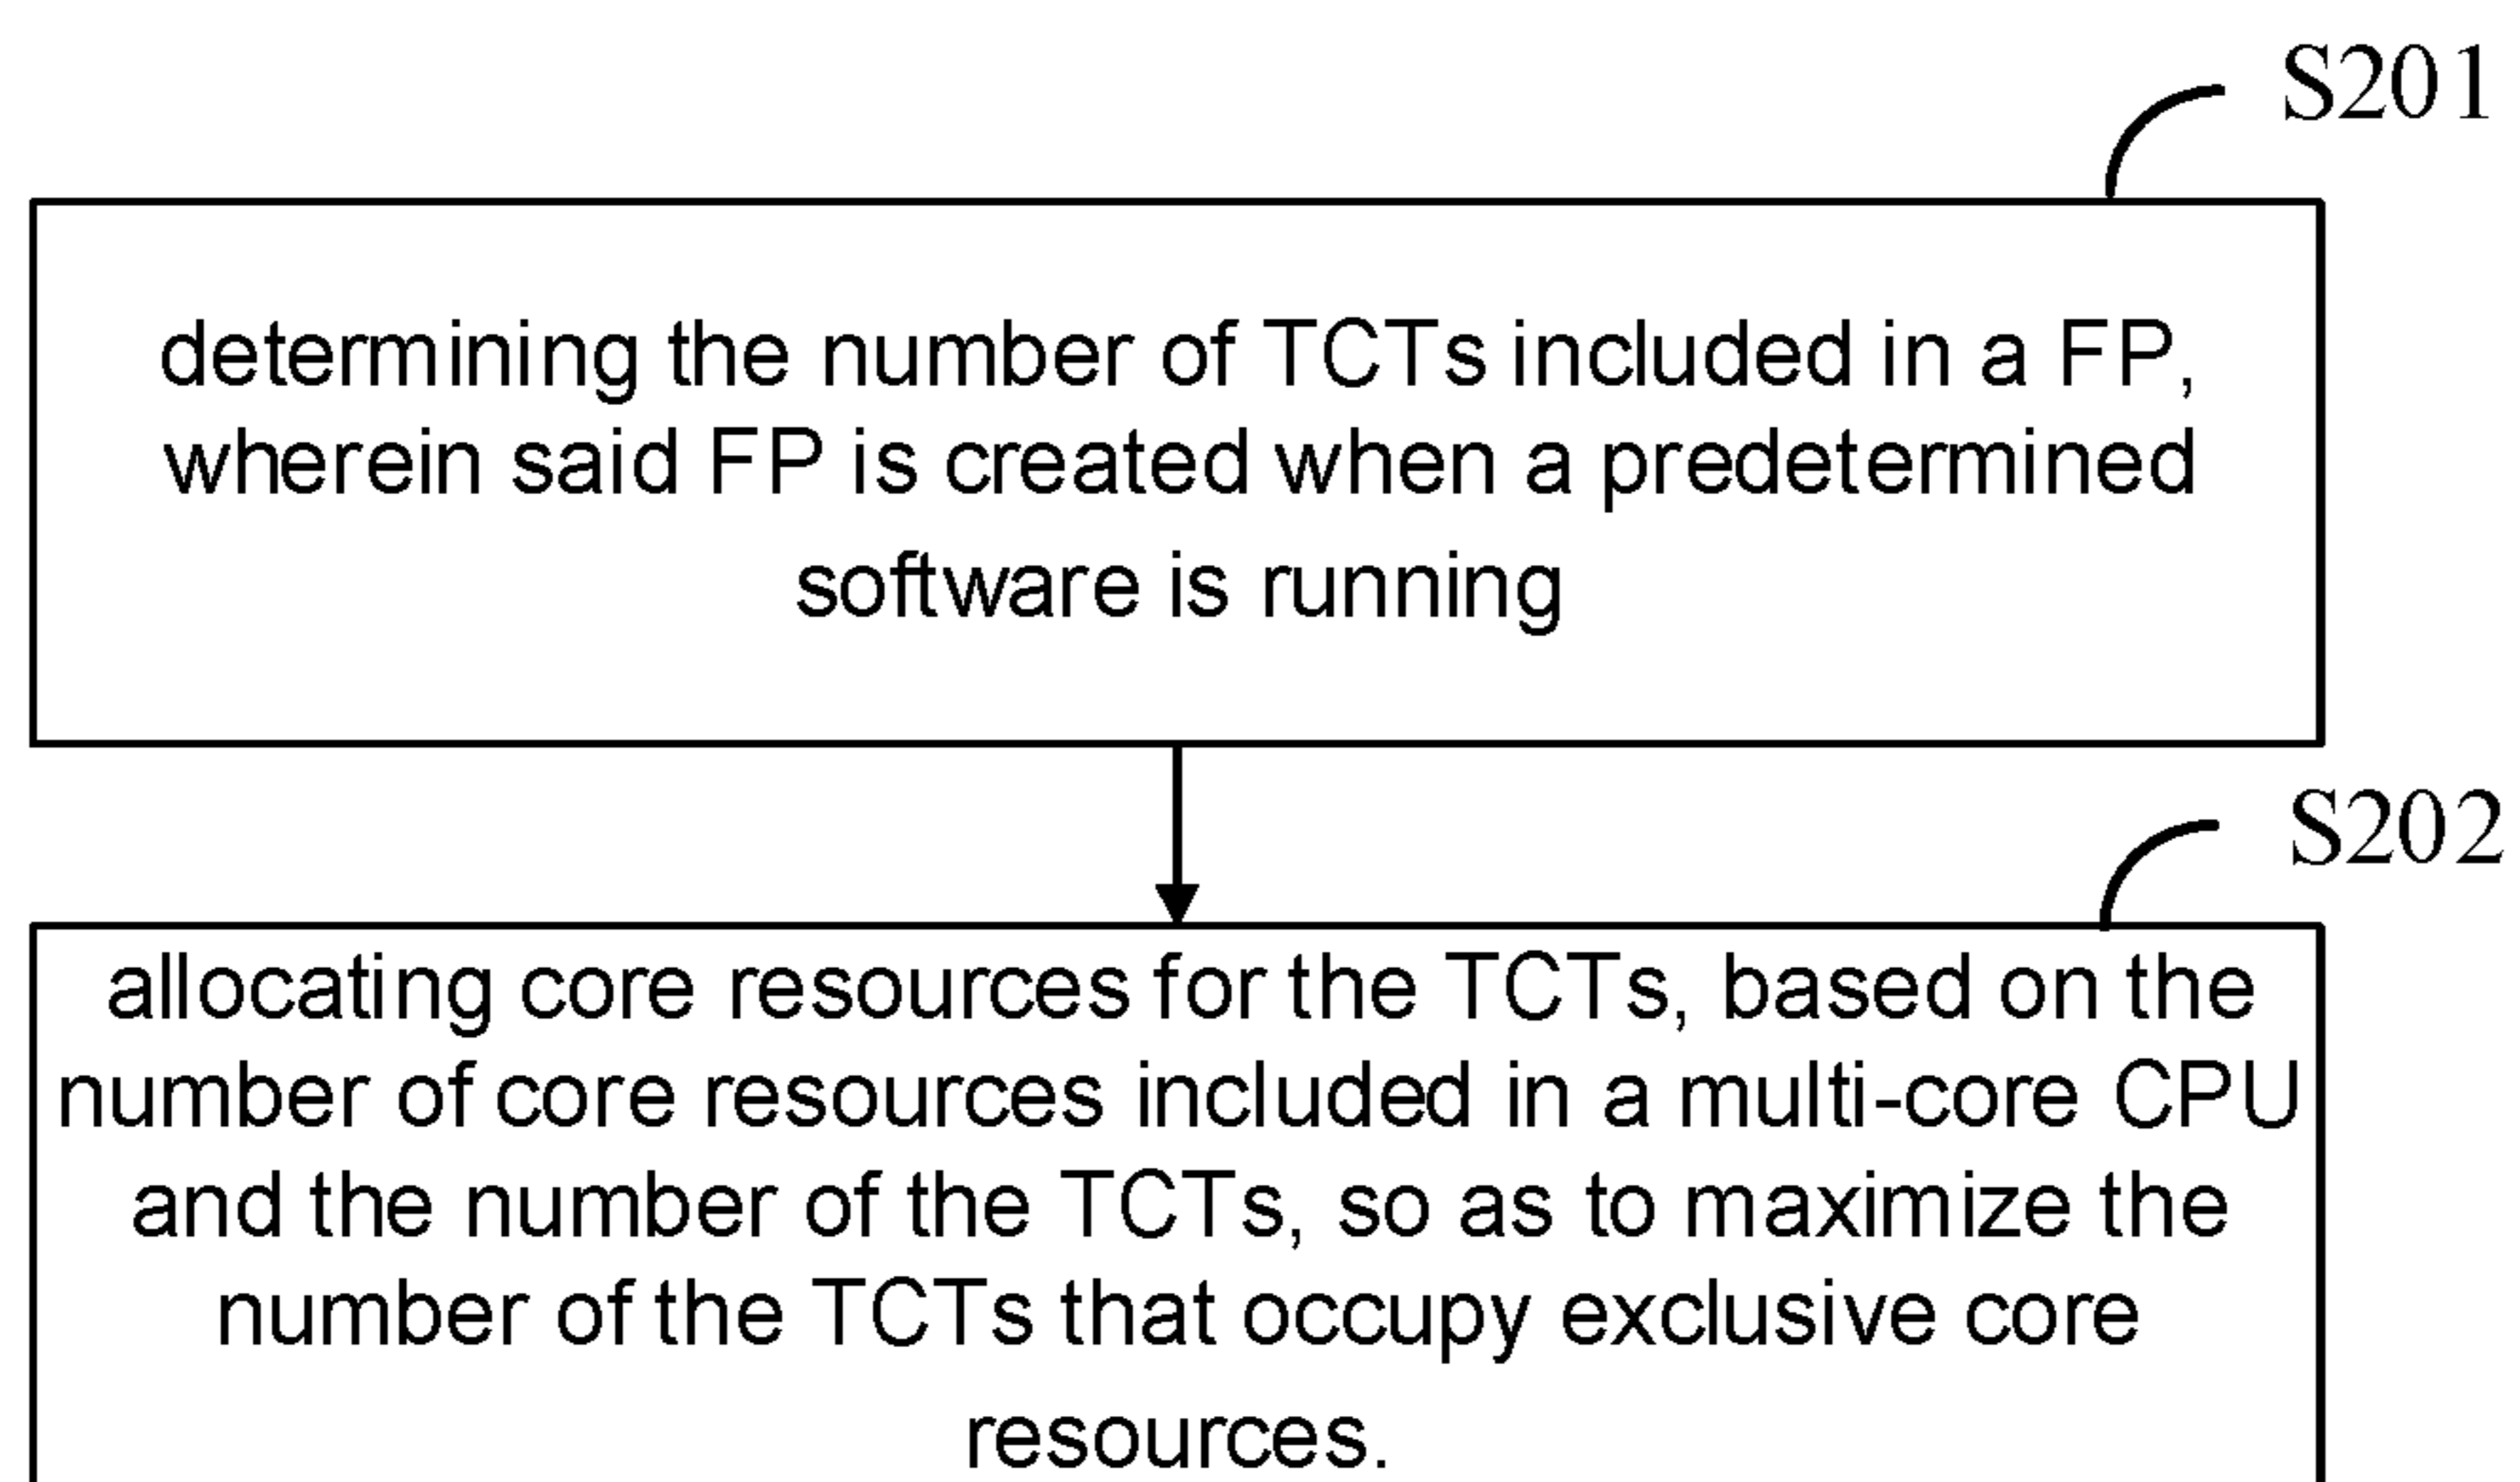 S201
determining the number of TCTs included in a FP,
wherein said FP is created when a predetermined
software is running
S202
allocating core resources for the TCTs, based on the
number of core resources included in a multi-core CPU
and the number of the TCTs, so as to maximize the
number of the TCTs that occupy exclusive core
resources.